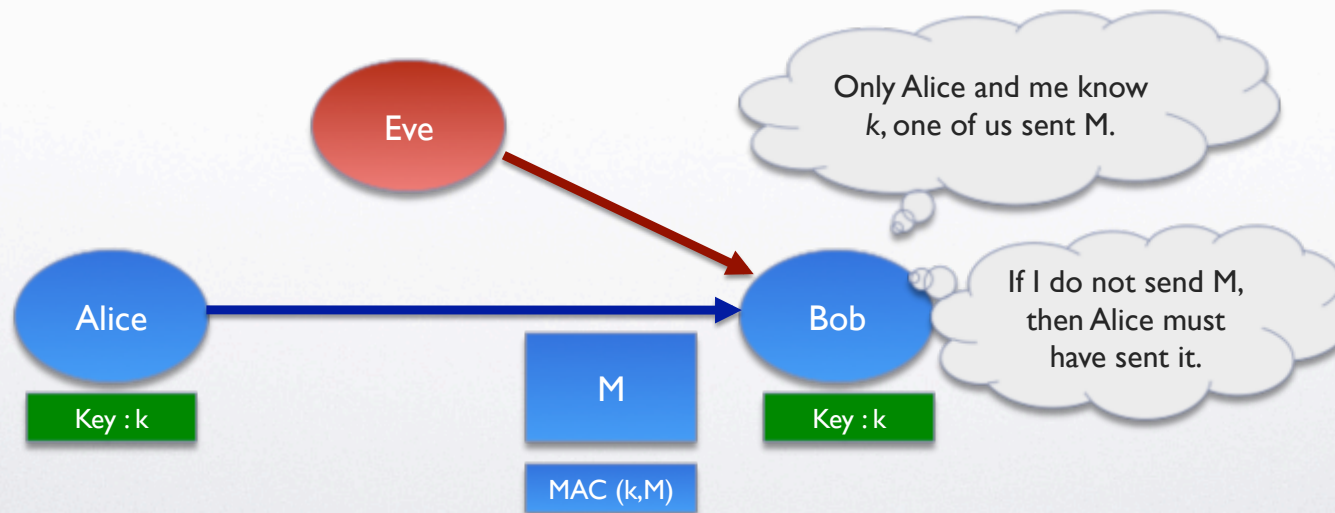 Only Alice and me know
k, one of us sent M.
Eve
If I do not send M,
then Alice must
have sent it.
Alice
Bob
M
Key : k
Key : k
MAC (k,M)